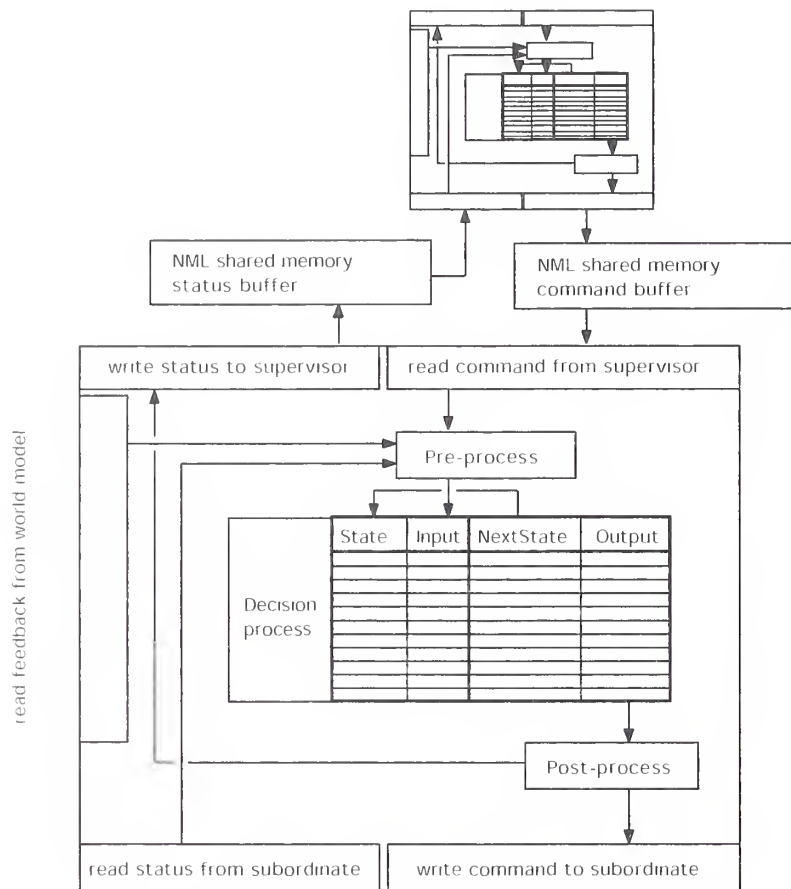 NML shared memory
status buffer
NML shared memory
command buffer
write status to supervisor
read command from supervisor
read feedback from world model
Pre-process
State Input NextState Output
Decision
process
Post-process
read status from subordinate
write command to subordinate